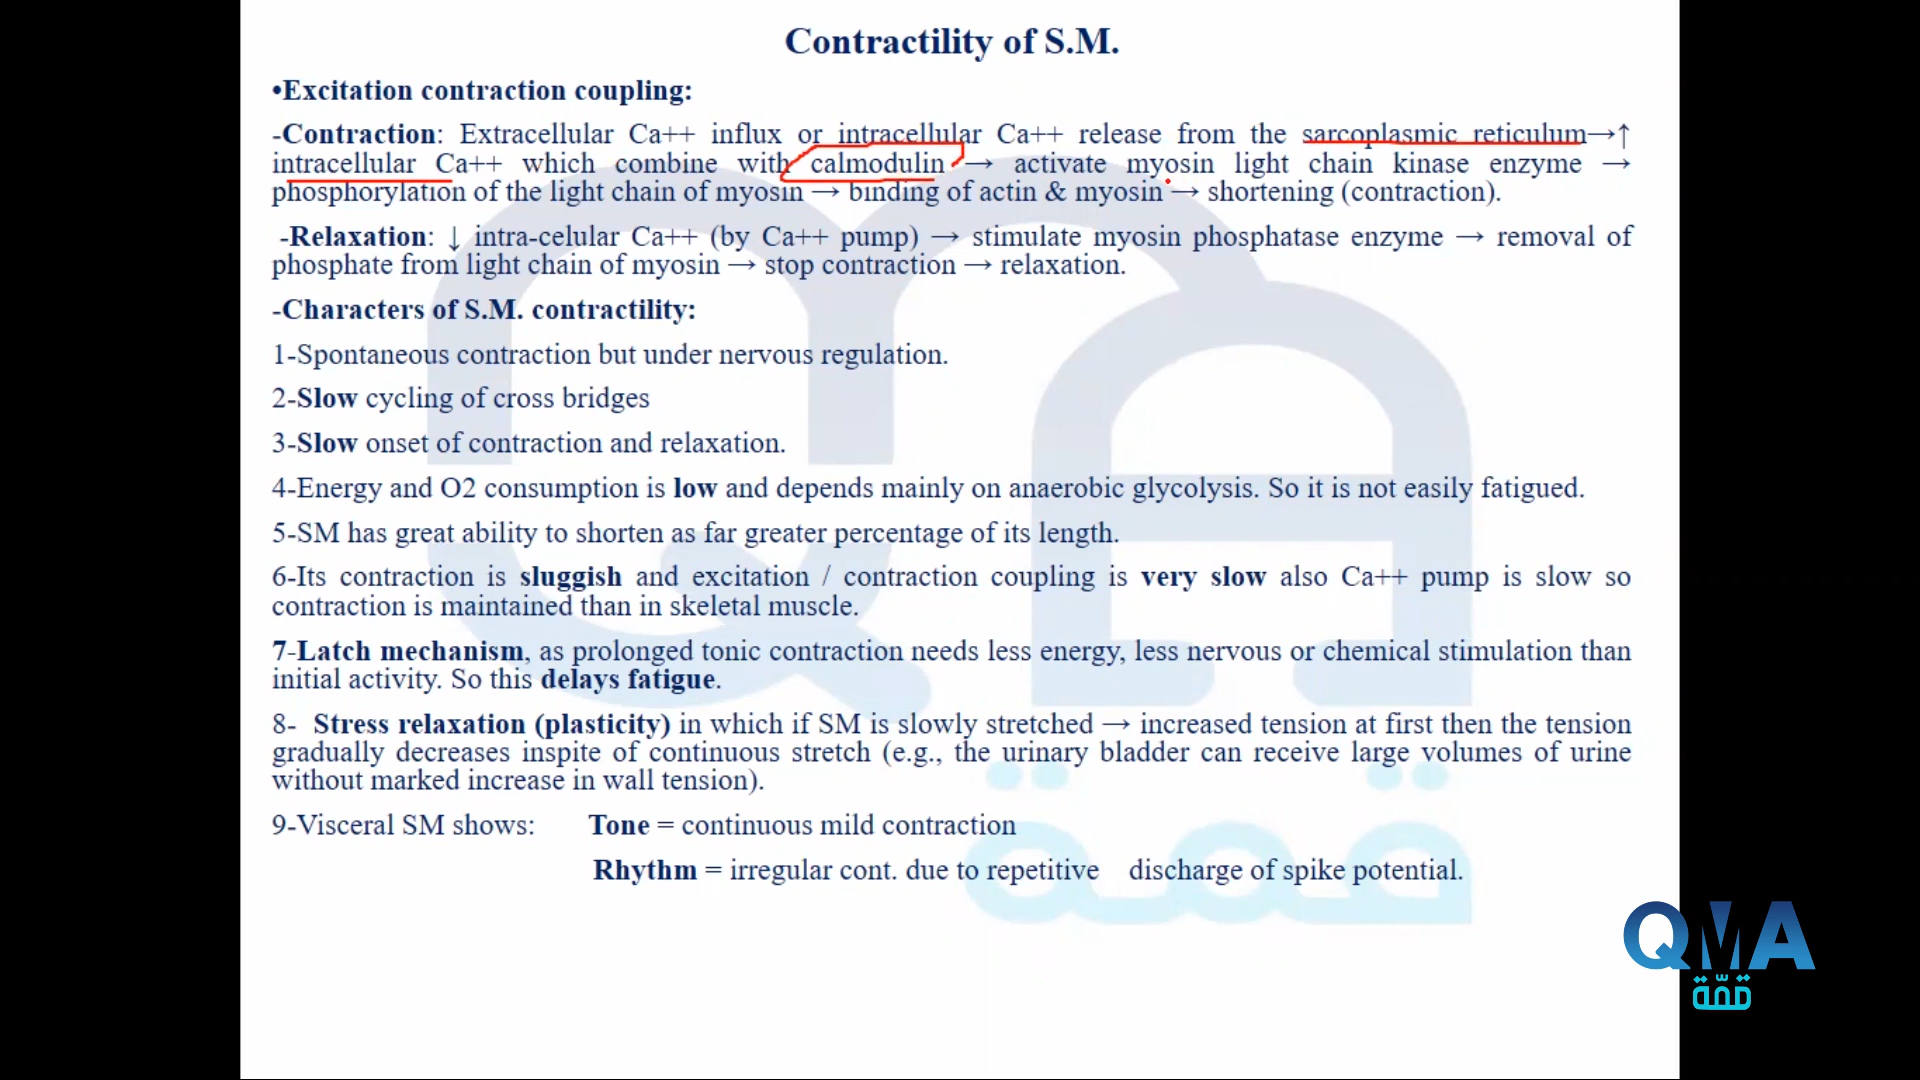 Contractility of S.M.
•Excitation contraction coupling:
-Contraction: Extracellular Ca++ influx or intracellular Ca++ release from the sarcoplasmic reticulum→↑
intracellular Ca++ which combine with calmodulin → activate myosin light chain kinase enzyme →
phosphorylation of the light chain of myosin → binding of actin & myosin → shortening (contraction).
-Relaxation: ↓ intra-celular Ca++ (by Ca++ pump) → stimulate myosin phosphatase enzyme → removal of
phosphate from light chain of myosin → stop contraction → relaxation.
-Characters of S.M. contractility:
1-Spontaneous contraction but under nervous regulation.
2-Slow cycling of cross bridges
3-Slow onset of contraction and relaxation.
4-Energy and O2 consumption is low and depends mainly on anaerobic glycolysis. So it is not easily fatigued.
5-SM has great ability to shorten as far greater percentage of its length.
6-Its contraction is sluggish and excitation / contraction coupling is very slow also Ca++ pump is slow so
contraction is maintained than in skeletal muscle.
7-Latch mechanism, as prolonged tonic contraction needs less energy, less nervous or chemical stimulation than
initial activity. So this delays fatigue.
8- Stress relaxation (plasticity) in which if SM is slowly stretched → increased tension at first then the tension
gradually decreases inspite of continuous stretch (e.g., the urinary bladder can receive large volumes of urine
without marked increase in wall tension).
9-Visceral SM shows: Tone = continuous mild contraction
Rhythm = irregular cont. due to repetitive discharge of spike potential.
قمة
QMA
قمّة